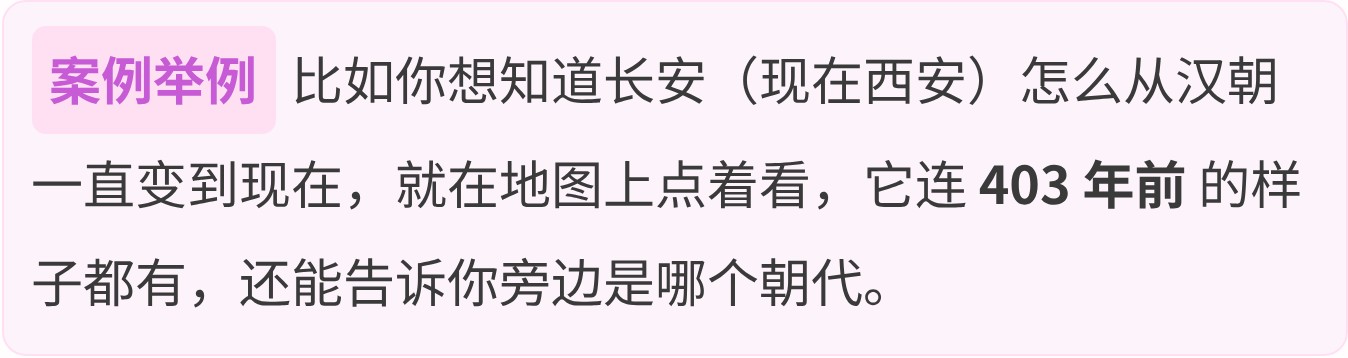 案例举例 比如你想知道长安（现在西安）怎么从汉朝
一直变到现在，就在地图上点着看，它连 403 年前 的样
子都有，还能告诉你旁边是哪个朝代。